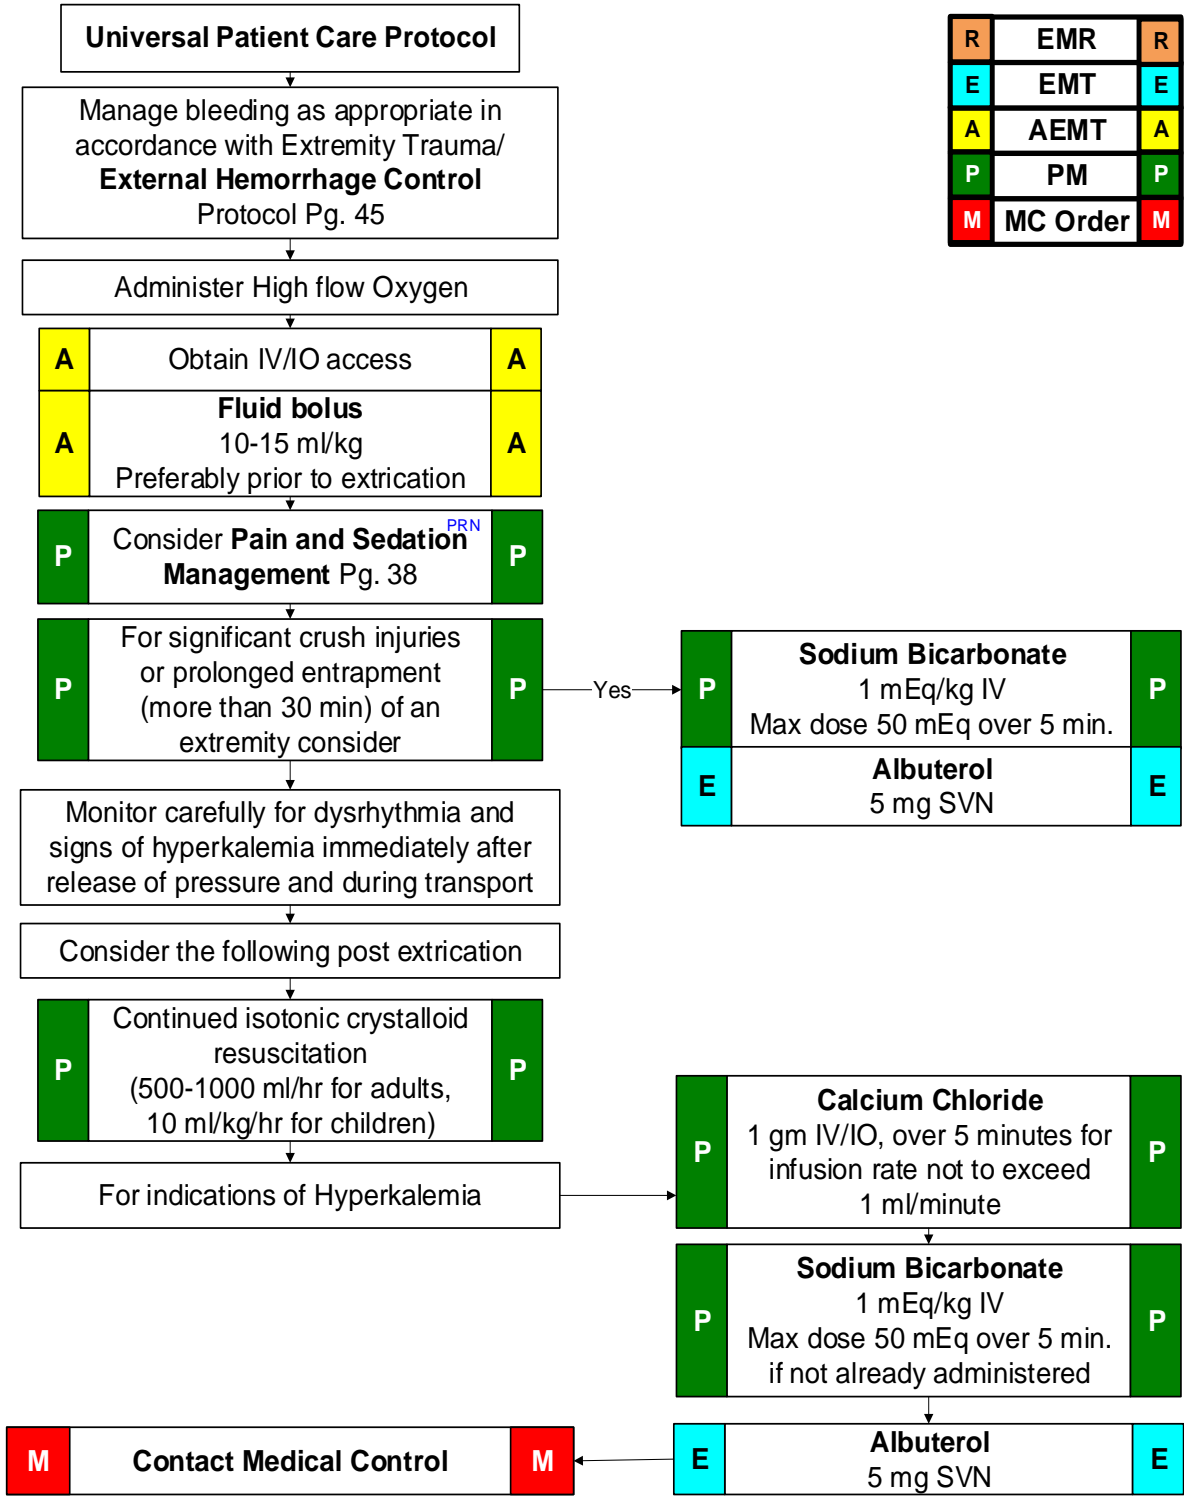 Universal Patient Care Protocol
R EMR R
E EMT E
A AEMT A
P PM P
M MC Order M
Manage bleeding as appropriate in
accordance with Extremity Trauma/
External Hemorrhage Control
Protocol Pg. 45
Administer High flow Oxygen
A Obtain IV/IO access A
Fluid bolus
A 10-15 ml/kg A
Preferably prior to extrication
P Consider Pain and Sedation PRN P
Management Pg. 38
For significant crush injuries
P or prolonged entrapment P
(more than 30 min) of an
extremity consider
Yes
Sodium Bicarbonate
P 1 mEq/kg IV P
Max dose 50 mEq over 5 min.
E Albuterol E
5 mg SVN
Monitor carefully for dysrhythmia and
signs of hyperkalemia immediately after
release of pressure and during transport
Consider the following post extrication
Continued isotonic crystalloid
P resuscitation P
(500-1000 ml/hr for adults,
10 ml/kg/hr for children)
For indications of Hyperkalemia
Calcium Chloride
P 1 gm IV/IO, over 5 minutes for P
infusion rate not to exceed
1 ml/minute
Sodium Bicarbonate
P 1 mEq/kg IV P
Max dose 50 mEq over 5 min.
if not already administered
E Albuterol E
5 mg SVN
M Contact Medical Control M